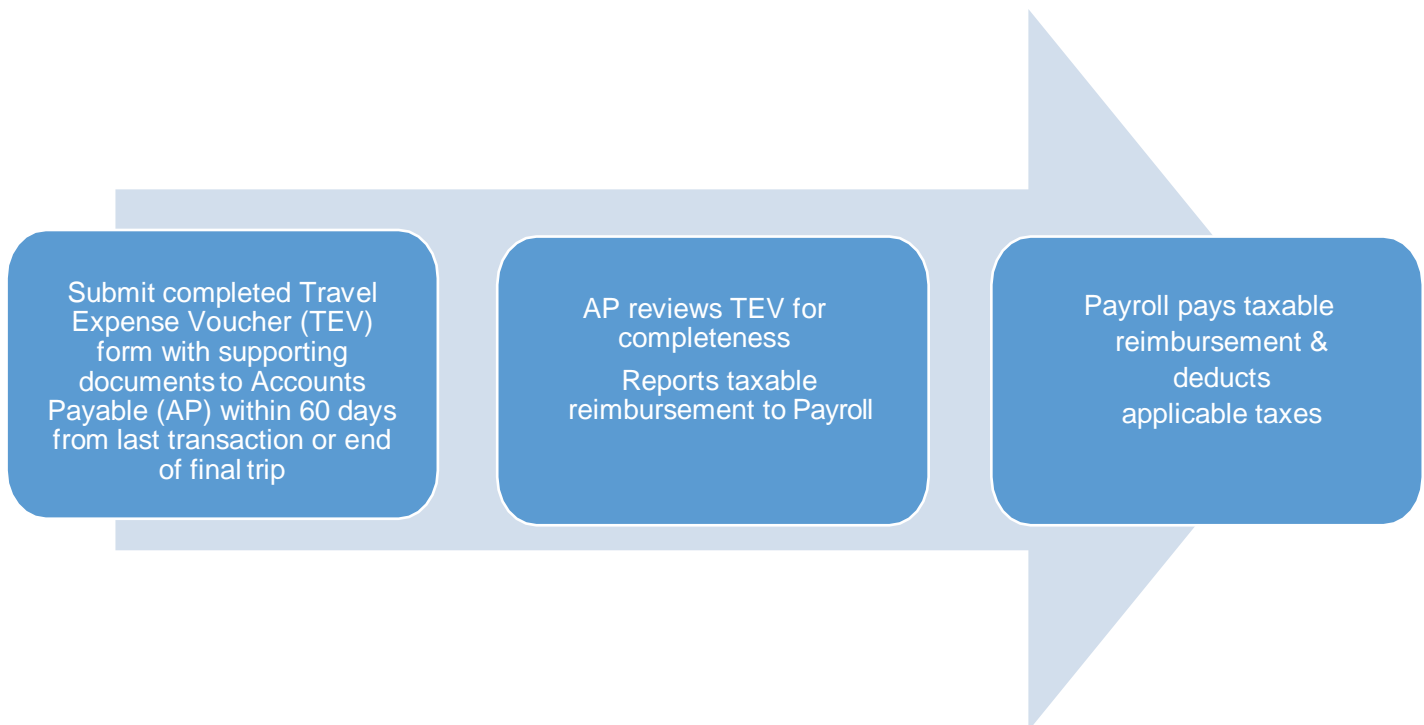 Submit completed Travel
Expense Voucher (TEV)
form with supporting
documents to Accounts
Payable (AP) within 60 days
from last transaction or end
of final trip
AP reviews TEV for
completeness
Reports taxable
reimbursement to Payroll
Payroll pays taxable
reimbursement &
deducts
applicable taxes